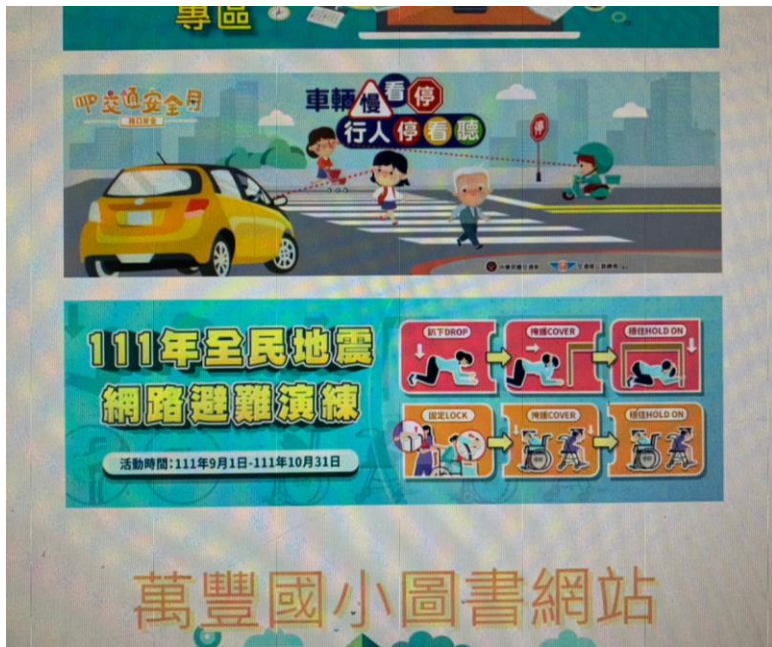 專區
交通安全月
路口安全
車輛慢看停
行人停看聽
停
111年全民地震
網路避難演練
活動時間:111年9月1日-111年10月31日
趴下DROP
掩護COVER
穩住HOLD ON
固定LOCK
掩護COVER
穩住HOLD ON
萬豐國小圖書網站